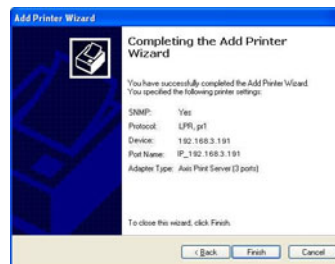 Add Printer Wizard
Completing the Add Printer
Wizard
You have successfully completed the Add Printer Wizard.
You specified the following printer settings:
SNMP: Yes
Protocol: LPR, pr1
Device: 192.168.3.191
Port Name: IP_192.168.3.191
Adapter Type: Axis Print Server (3 ports)
To close this wizard, click Finish.
< Back Finish Cancel